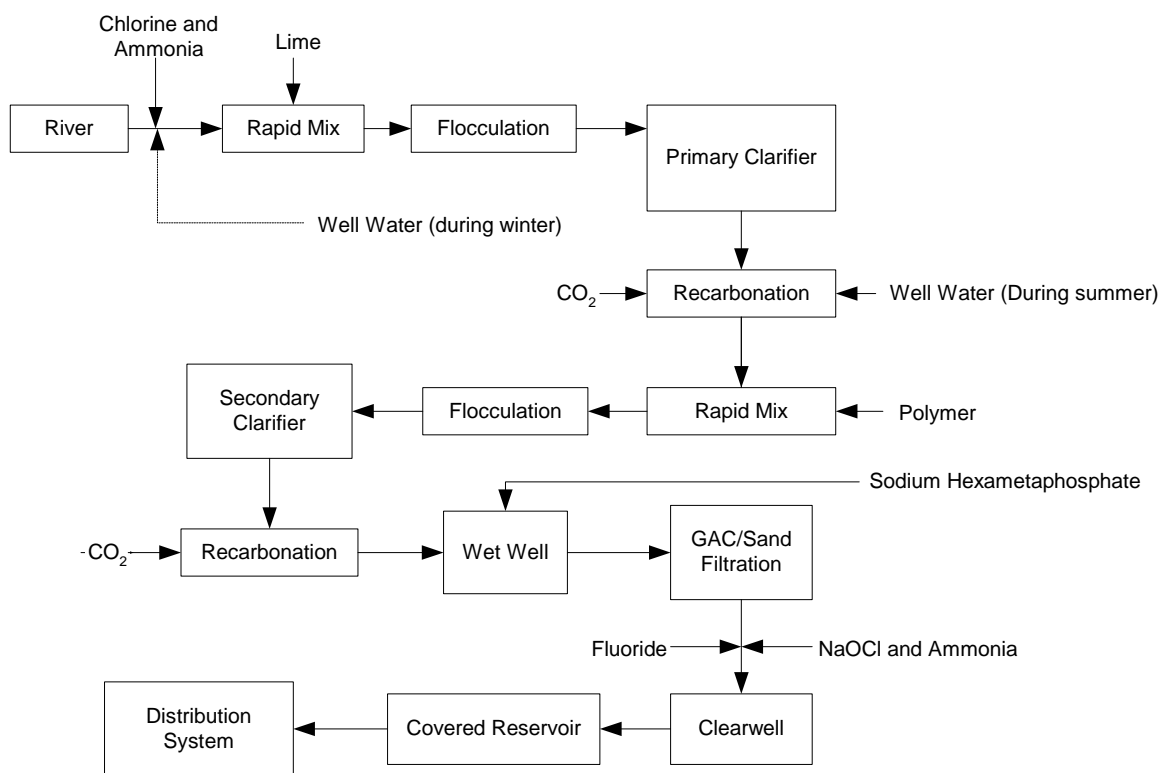 Chlorine and
Ammonia
Lime
River
Rapid Mix
Flocculation
Primary Clarifier
Well Water (during winter)
CO2
Recarbonation
Well Water (During summer)
Secondary
Clarifier
Flocculation
Rapid Mix
Polymer
Sodium Hexametaphosphate
-CO2
Recarbonation
Wet Well
GAC/Sand
Filtration
Fluoride
NaOCl and Ammonia
Distribution
System
Covered Reservoir
Clearwell